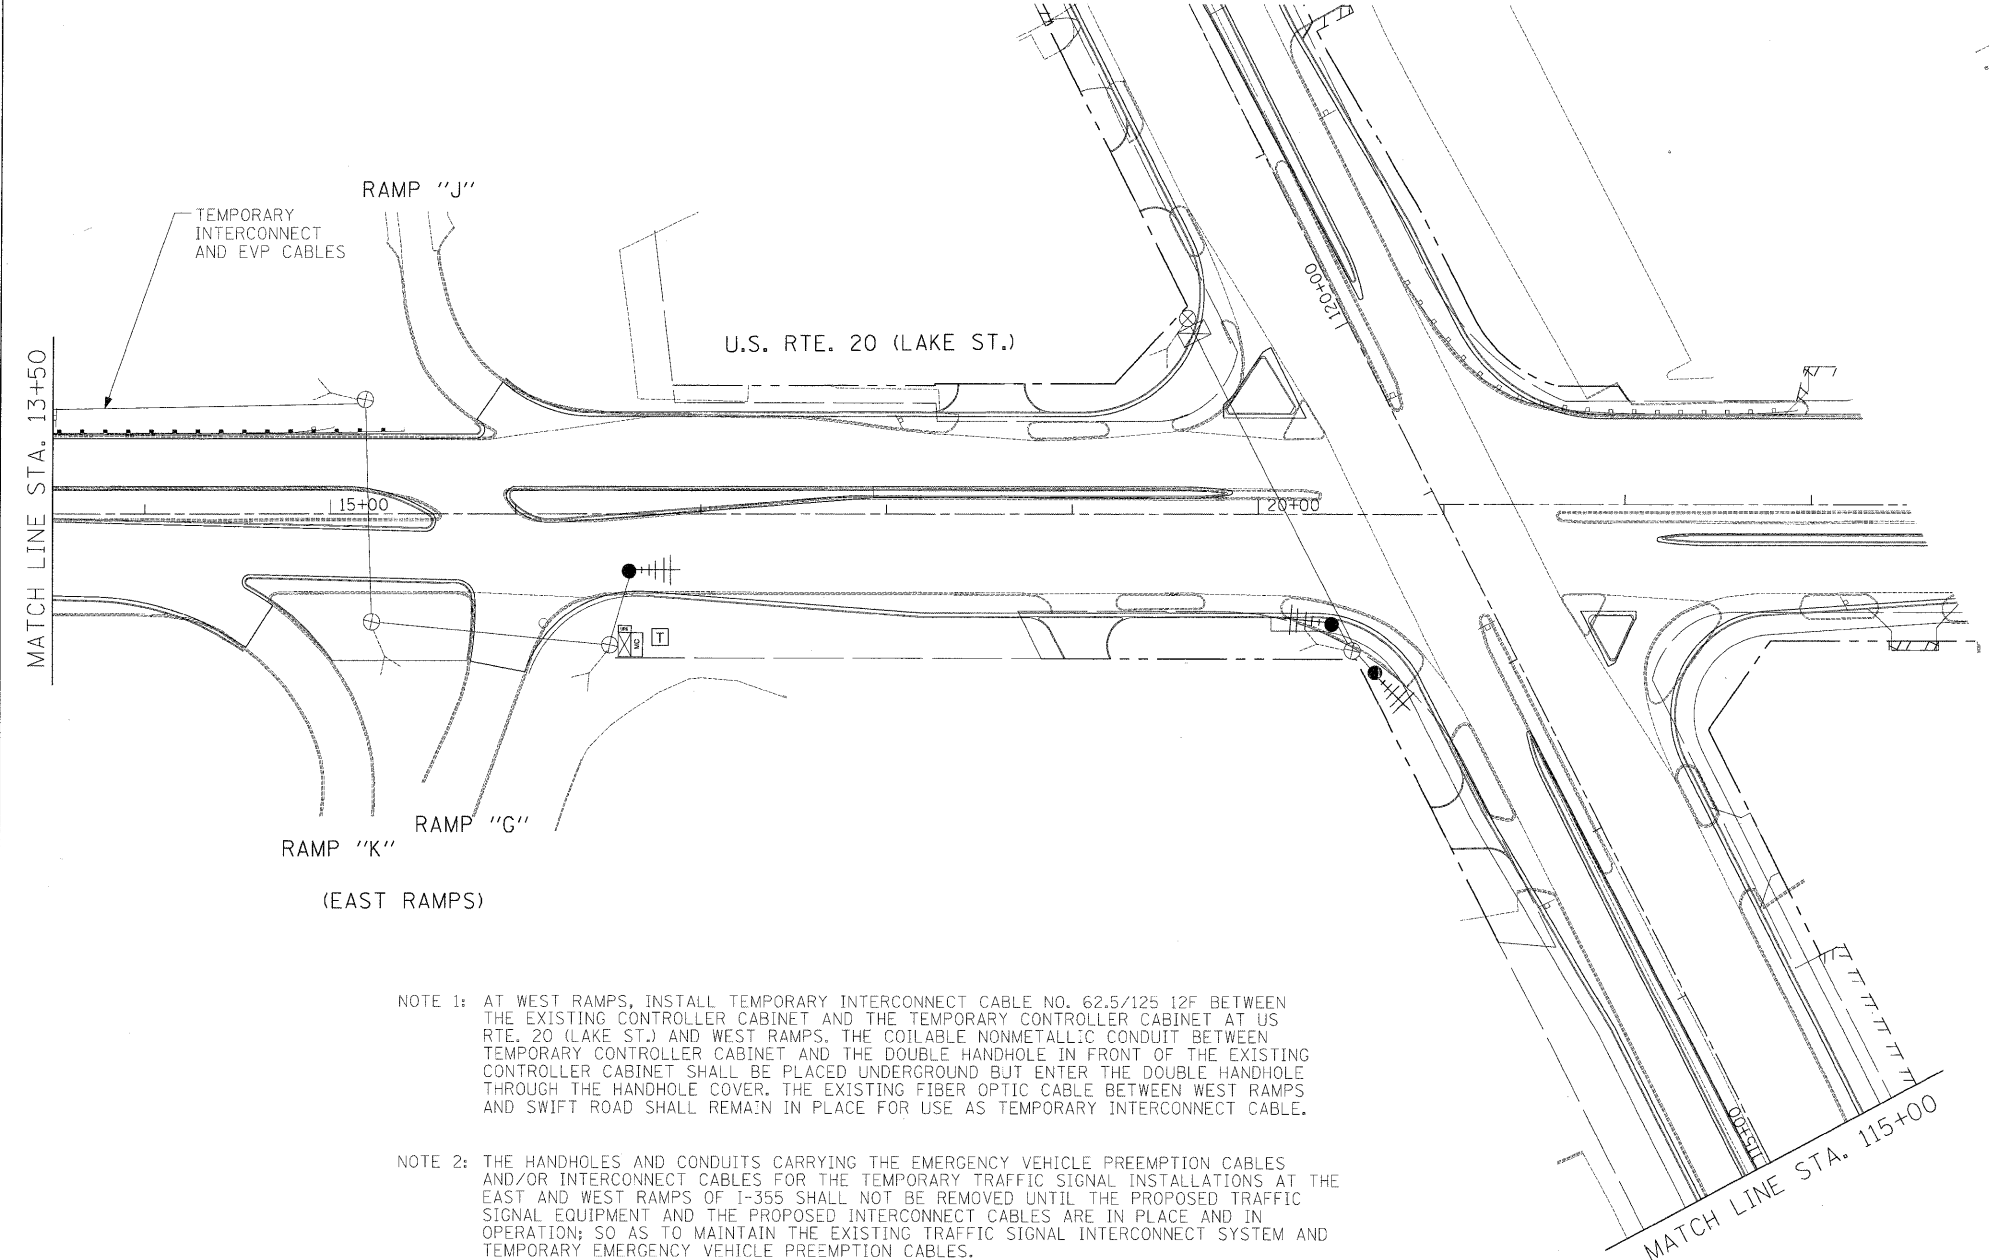 RAMP "J"
TEMPORARY
INTERCONNECT
AND EVP CABLES
U.S. RTE. 20 (LAKE ST.)
120+00
MATCH LINE STA. 13+50
15+00
20+00
UPS
MC
T
RAMP "G"
RAMP "K"
(EAST RAMPS)
NOTE 1: AT WEST RAMPS, INSTALL TEMPORARY INTERCONNECT CABLE NO. 62.5/125 12F BETWEEN
THE EXISTING CONTROLLER CABINET AND THE TEMPORARY CONTROLLER CABINET AT US
RTE. 20 (LAKE ST.) AND WEST RAMPS. THE COILABLE NONMETALLIC CONDUIT BETWEEN
TEMPORARY CONTROLLER CABINET AND THE DOUBLE HANDHOLE IN FRONT OF THE EXISTING
CONTROLLER CABINET SHALL BE PLACED UNDERGROUND BUT ENTER THE DOUBLE HANDHOLE
THROUGH THE HANDHOLE COVER. THE EXISTING FIBER OPTIC CABLE BETWEEN WEST RAMPS
AND SWIFT ROAD SHALL REMAIN IN PLACE FOR USE AS TEMPORARY INTERCONNECT CABLE.
115+00
MATCH LINE STA. 115+00
NOTE 2: THE HANDHOLES AND CONDUITS CARRYING THE EMERGENCY VEHICLE PREEMPTION CABLES
AND/OR INTERCONNECT CABLES FOR THE TEMPORARY TRAFFIC SIGNAL INSTALLATIONS AT THE
EAST AND WEST RAMPS OF I-355 SHALL NOT BE REMOVED UNTIL THE PROPOSED TRAFFIC
SIGNAL EQUIPMENT AND THE PROPOSED INTERCONNECT CABLES ARE IN PLACE AND IN
OPERATION; SO AS TO MAINTAIN THE EXISTING TRAFFIC SIGNAL INTERCONNECT SYSTEM AND
TEMPORARY EMERGENCY VEHICLE PREEMPTION CABLES.